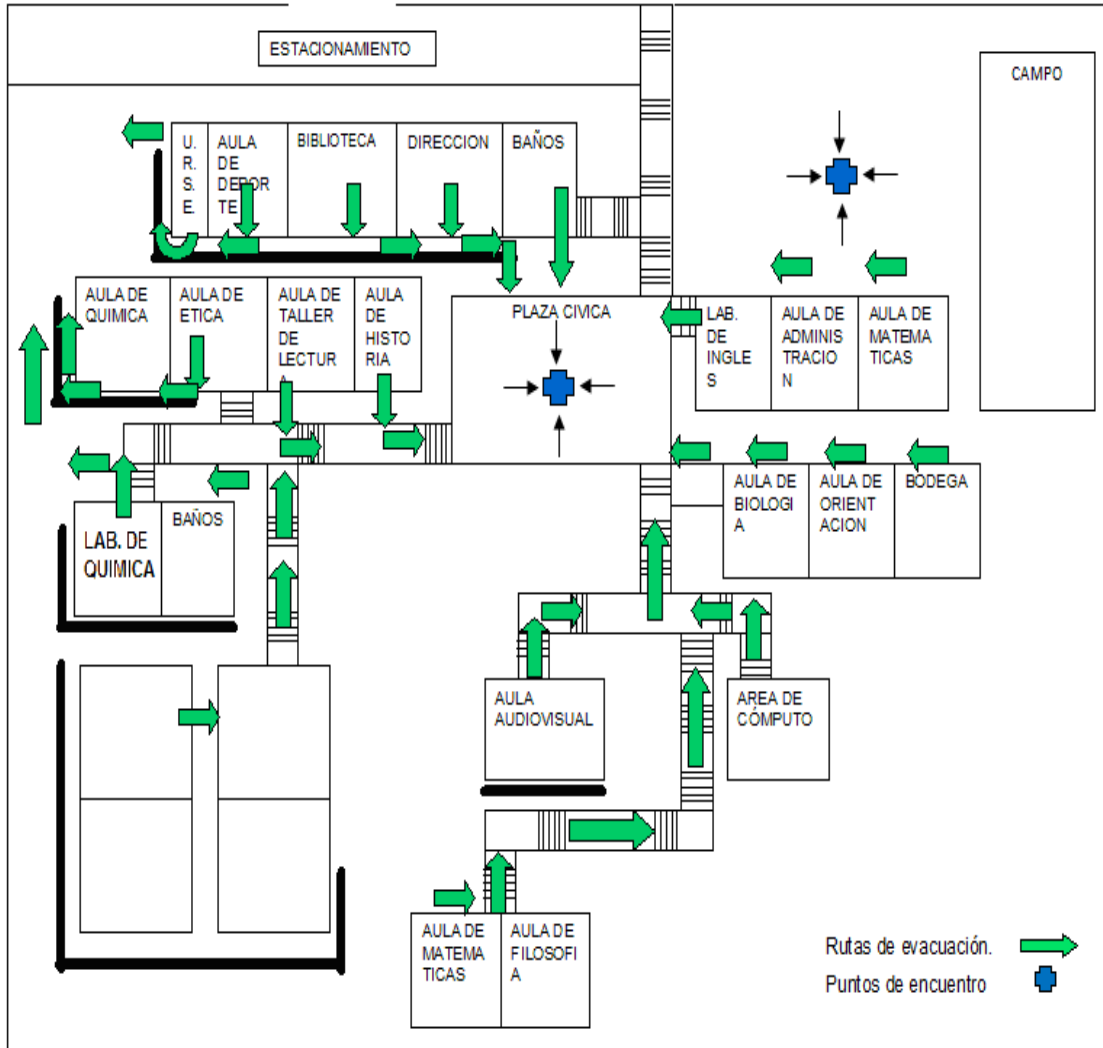 ESTACIONAMIENTO
CAMPO
U.
R.
S.
E.
AULA
DE
DEPOR
TE
BIBLIOTECA
DIRECCION
BAÑOS
AULA DE
QUIMICA
AULA DE
ETICA
AULA DE
TALLER
DE
LECTUR
A
AULA
DE
HISTO
RIA
PLAZA CIVICA
LAB.
DE
INGLE
S
AULA DE
ADMINIS
TRACIO
N
AULA DE
MATEMA
TICAS
LAB. DE
QUIMICA
BAÑOS
AULA DE
BIOLOGI
A
AULA DE
ORIENT
ACION
BODEGA
AULA
AUDIOVISUAL
AREA DE
CÓMPUTO
AULA DE
MATEMA
TICAS
AULA DE
FILOSOFI
A
Rutas de evacuación.
Puntos de encuentro